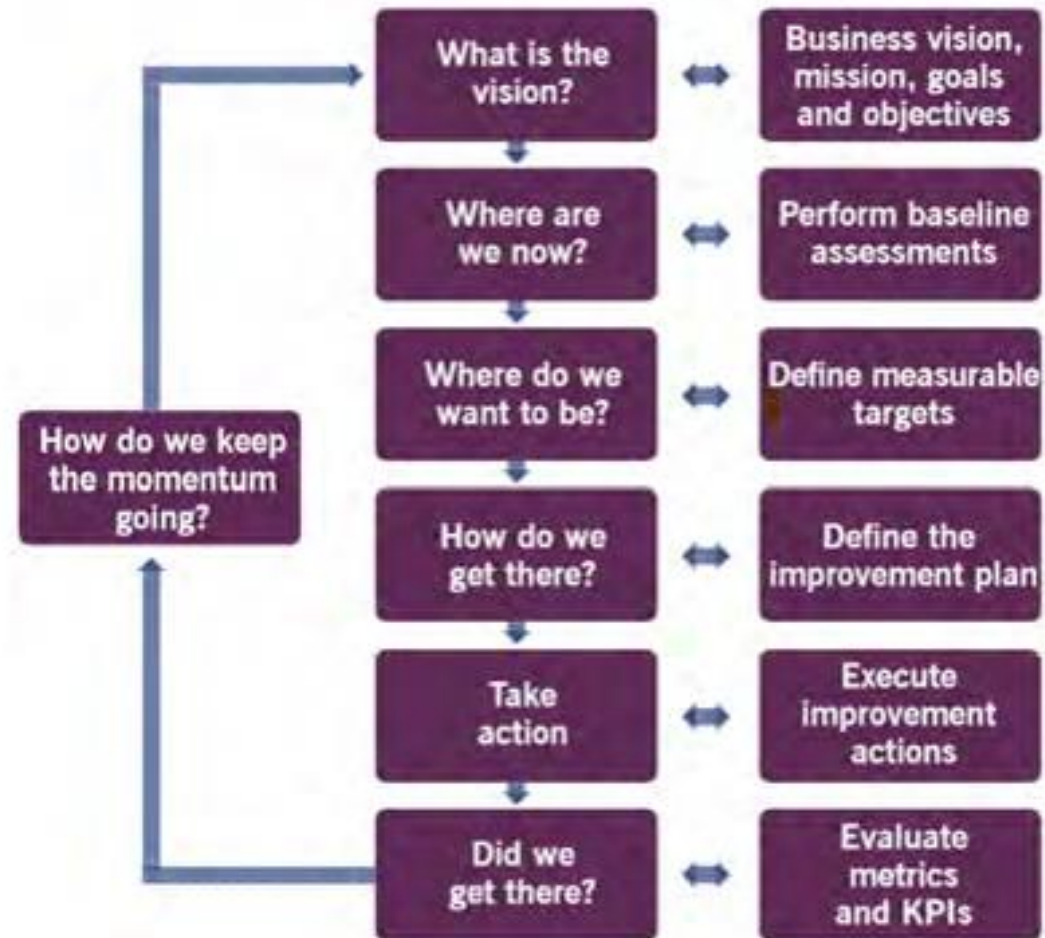 What is the
vision?
Business vision,
mission, goals
and objectives
Where are
we now?
Perform baseline
assessments
Where do we
want to be?
Define measurable
targets
How do we keep
the momentum
going?
How do we
get there?
Define the
improvement plan
Take
action
Execute
improvement
actions
Did we
get there?
Evaluate
metrics
and KPIs